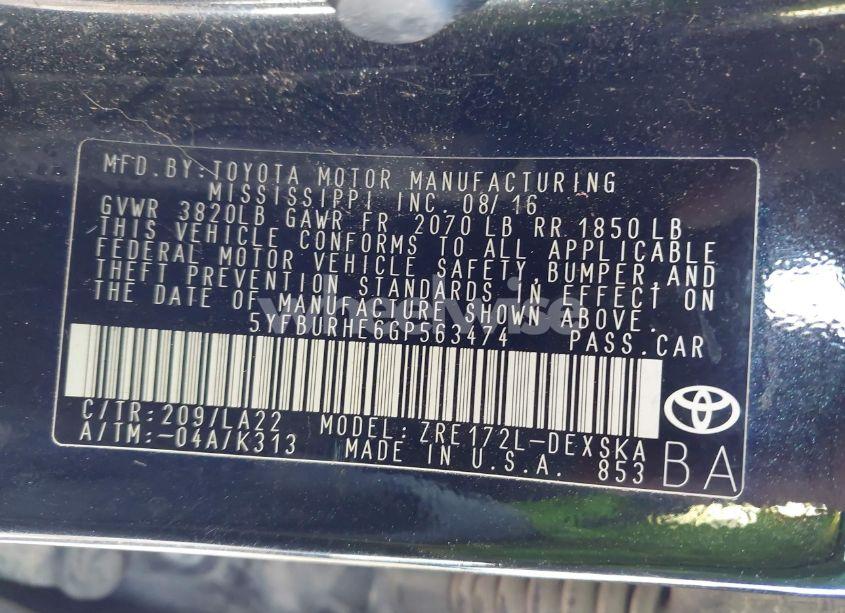 MFD.BY:TOYOTA MOTOR MANUFACTURING
MISSISSIPPI INC 08/16
GVWR 3820LB GAWR FR 2070 LB RR 1850 LB
THIS VEHICLE CONFORMS TO ALL APPLICABLE
FEDERAL MOTOR VEHICLE SAFETY, BUMPER,AND
THEFT PREVENTION STANDARDS IN EFFECT ON
THE DATE OF MANUFACTURE SHOWN ABOVE.
5YFBURHE6GP563474 PASS.CAR
C/TR:209/LA22 MODEL: ZRE172L-DEXSKA
A/TM:-04A/K313 MADE IN U.S.A. 853
BA